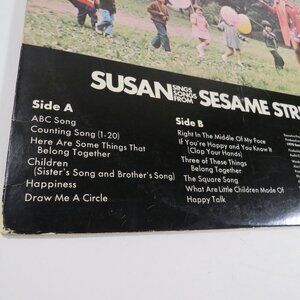 SUSAN SINGS SONGS FROM SESAME STR
Side A
ABC Song
Counting Song (1-20)
Here Are Some Things That
Belong Together
Children
(Sister's Song and Brother's Song)
Happiness
Draw Me A Circle
Side B
Right In The Middle Of My Face
If You're Happy and You Know It
(Clap Your Hands)
Three of These Things
Belong Together
The Square Song
What Are Little Children Made Of
Happy Talk